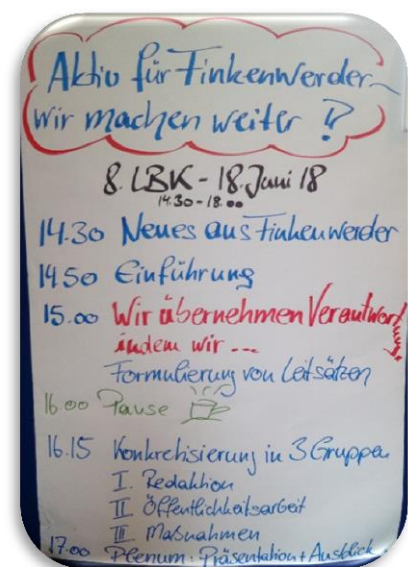 Aktiv für Finkenwerder-
wir machen weiter!?
8. LBK - 18. Juni 18
14.30-18.00
14.30 Neues aus Finkenwerder
14.50 Einführung
15.00 Wir übernehmen Verantwortung
indem wir ...
Formulierung von Leitsätzen
16.00 Pause
16.15 Konkretisierung in 3 Gruppen
I. Redaktion
II. Öffentlichkeitsarbeit
III. Maßnahmen
17.00 Plenum: Präsentation + Ausblick